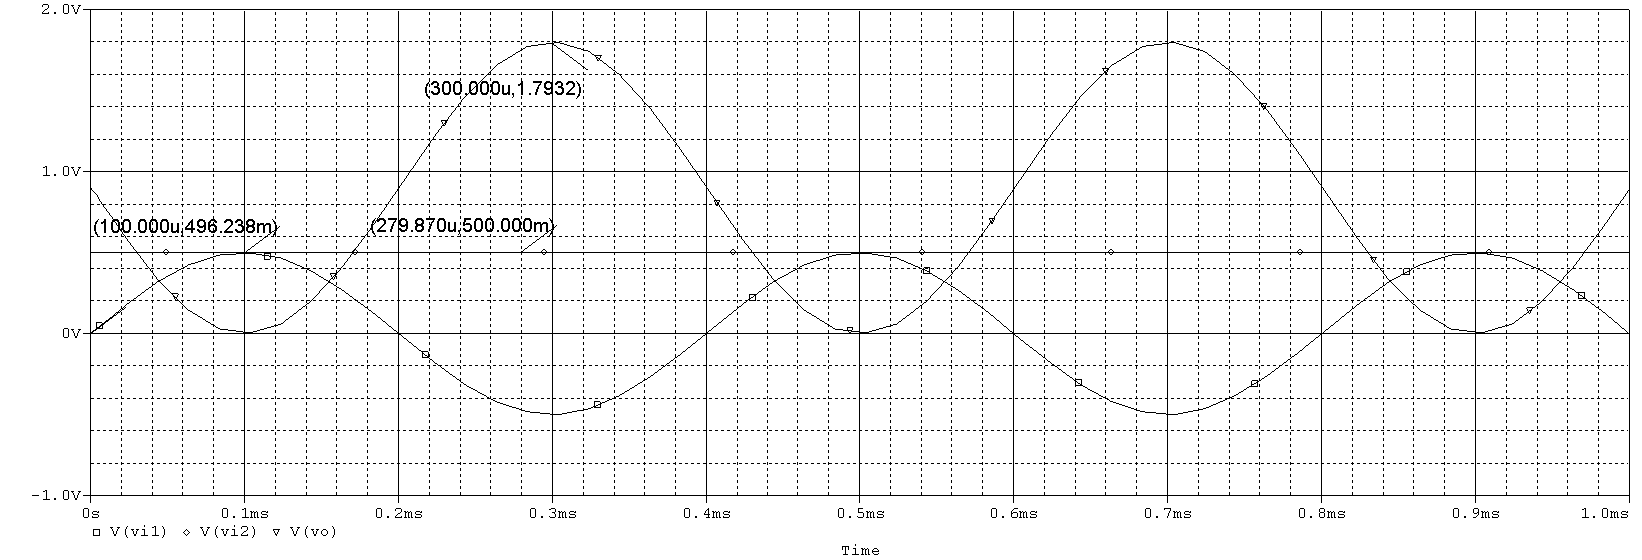 2.0V
(300.000u,1.7932)
1.0V
(100.000u,496.238m)
(279.870u,500.000m)
0V
-1.0V
0s 0.1ms 0.2ms 0.3ms 0.4ms 0.5ms 0.6ms 0.7ms 0.8ms 0.9ms 1.0ms
V(vi1) V(vi2) V(vo)
Time